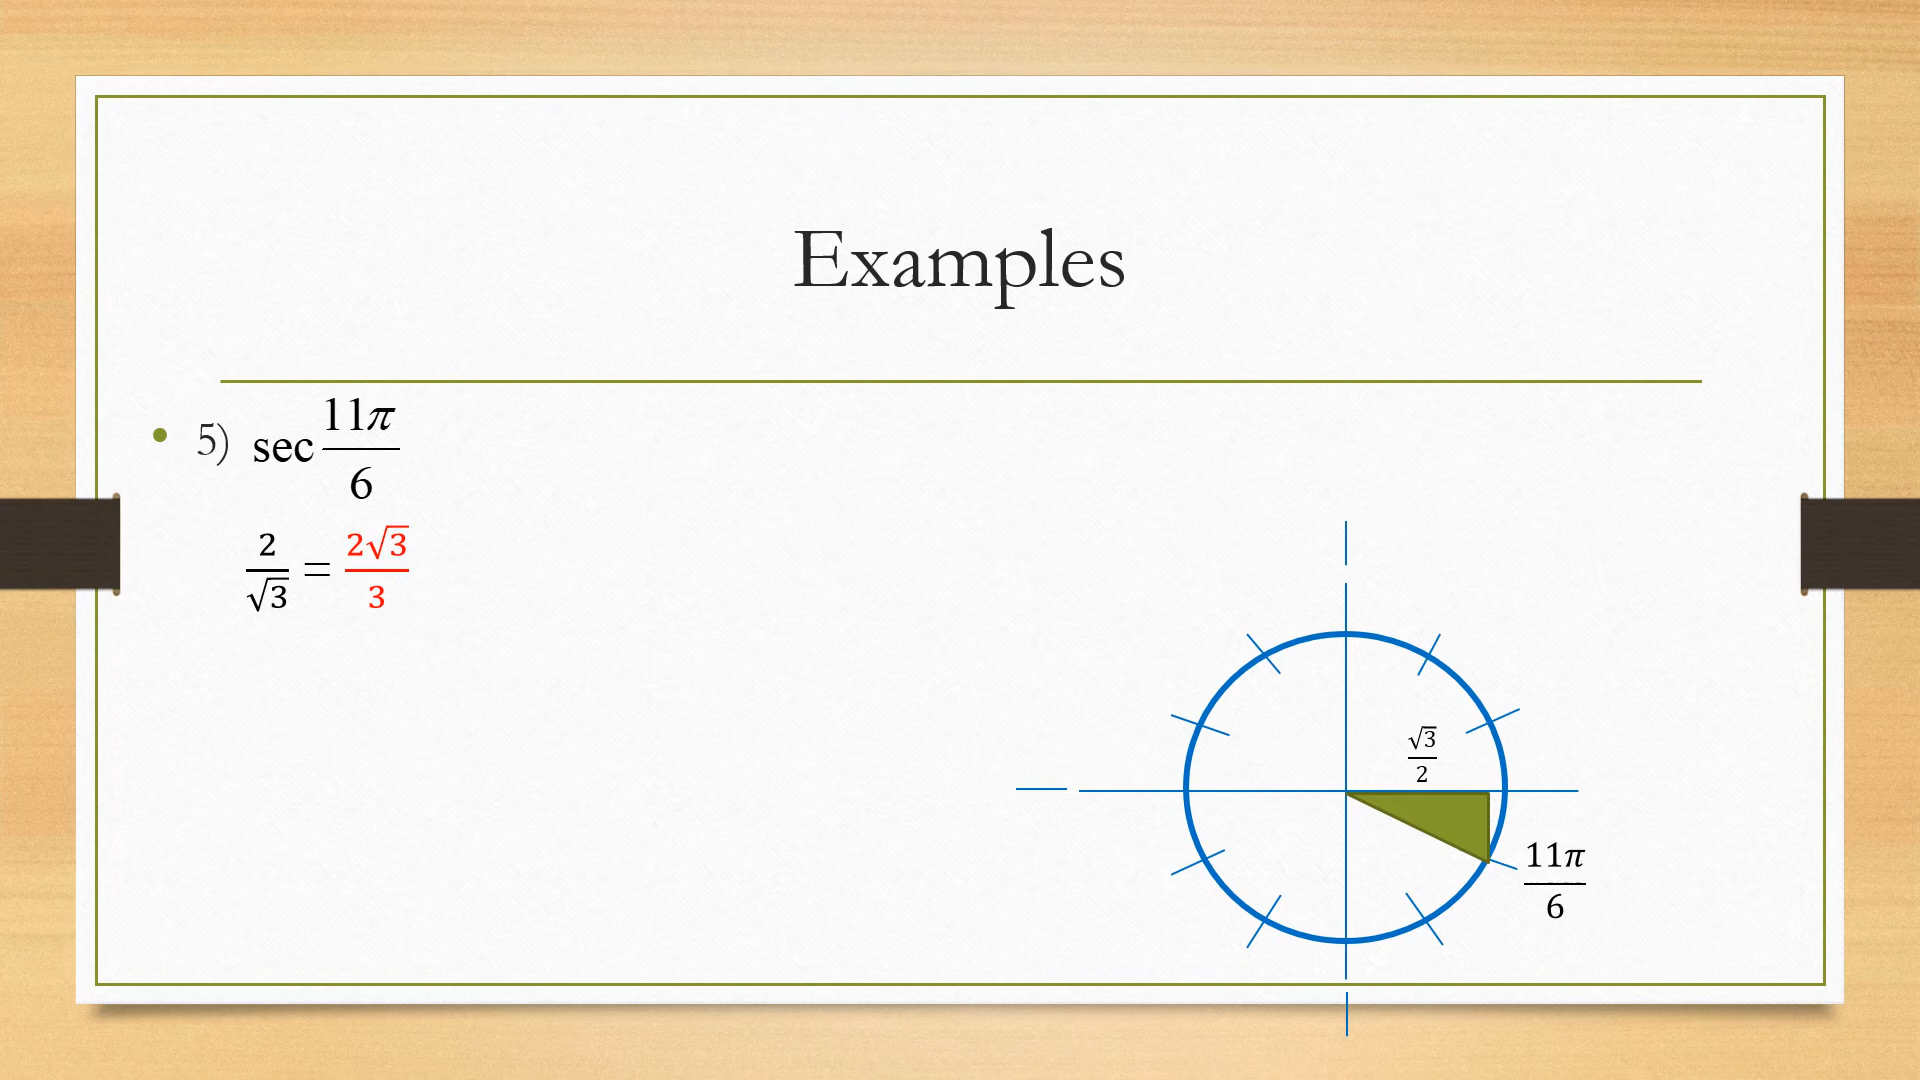 Examples
5) sec 11π/6
2/√3 = 2√3/3
√3/2
11π/6